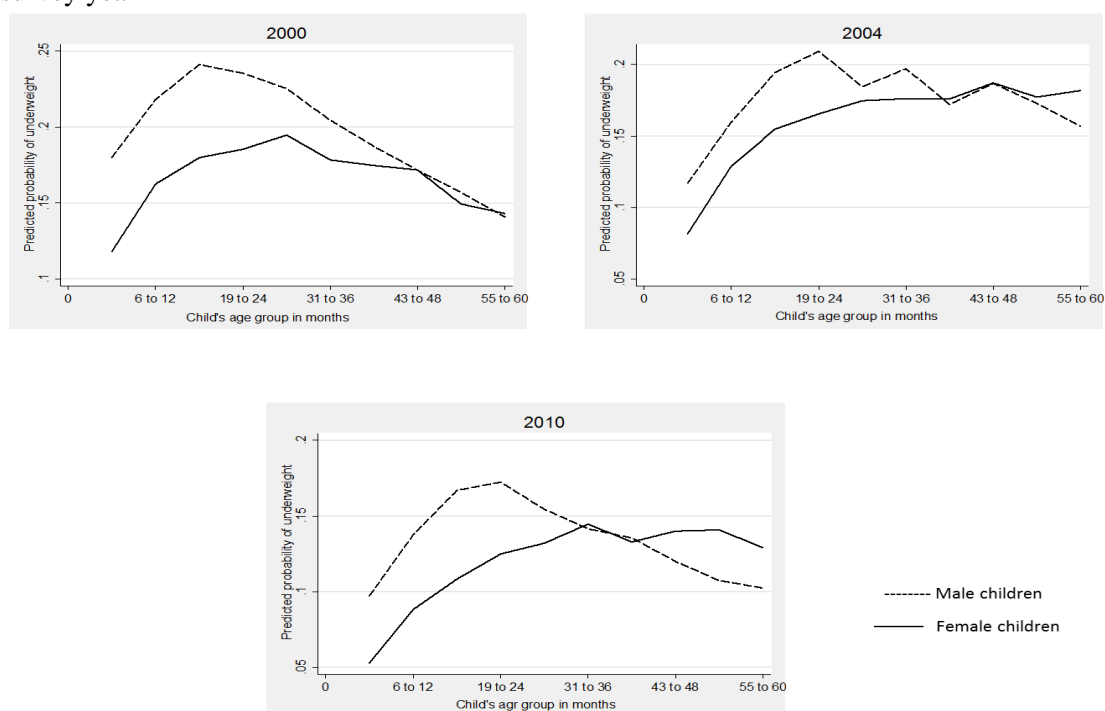 survey year
2000
Predicted probability of underweight
.25
.2
.15
.1
0
6 to 12
19 to 24
31 to 36
43 to 48
55 to 60
Child's age group in months
2004
Predicted probability of underweight
.2
.15
.1
.05
0
6 to 12
19 to 24
31 to 36
43 to 48
55 to 60
Child's age group in months
2010
Predicted probability of underweight
.2
.15
.1
.05
0
6 to 12
19 to 24
31 to 36
43 to 48
55 to 60
Child's agr group in months
Male children
Female children